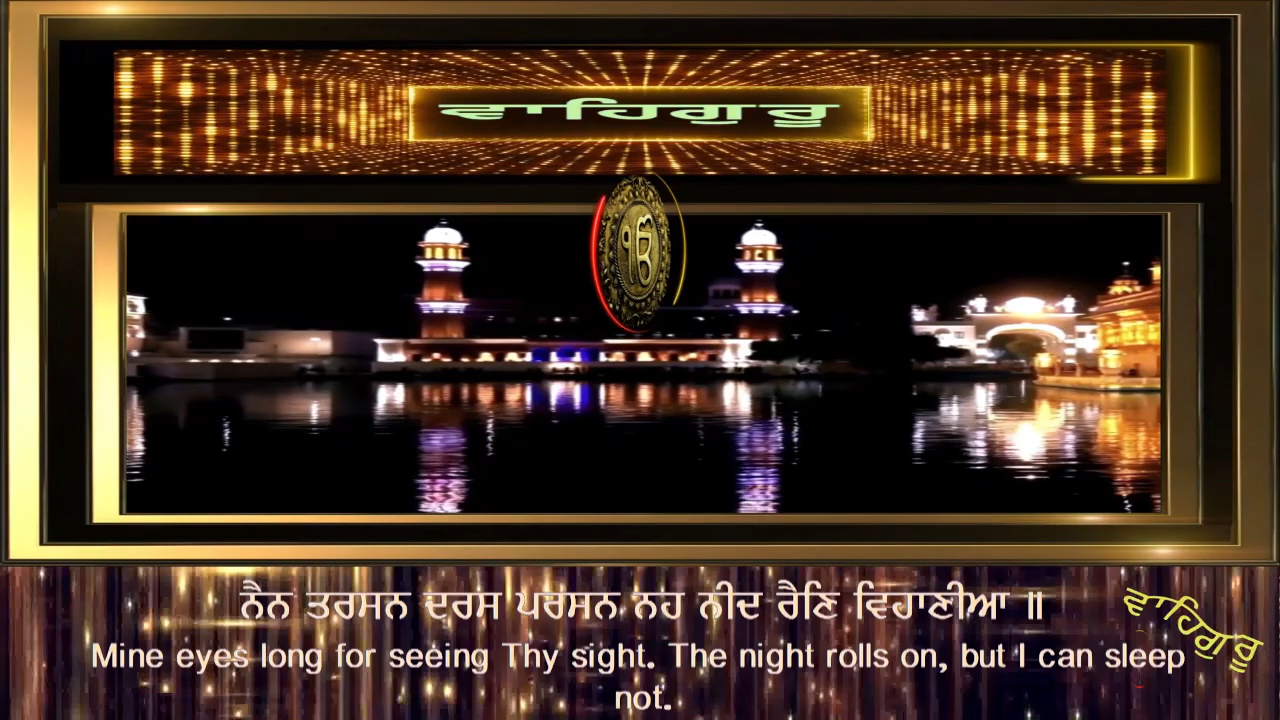 ਵਾਹਿਗੁਰੂ
ੴ
ਨੈਨ ਤਰਸਨ ਦਰਸ ਪਰਸਨ ਨਹ ਨੀਦ ਰੈਣਿ ਵਿਹਾਣੀਆ ॥
Mine eyes long for seeing Thy sight. The night rolls on, but I can sleep
not.
ਵਾਹਿਗੁਰੂ